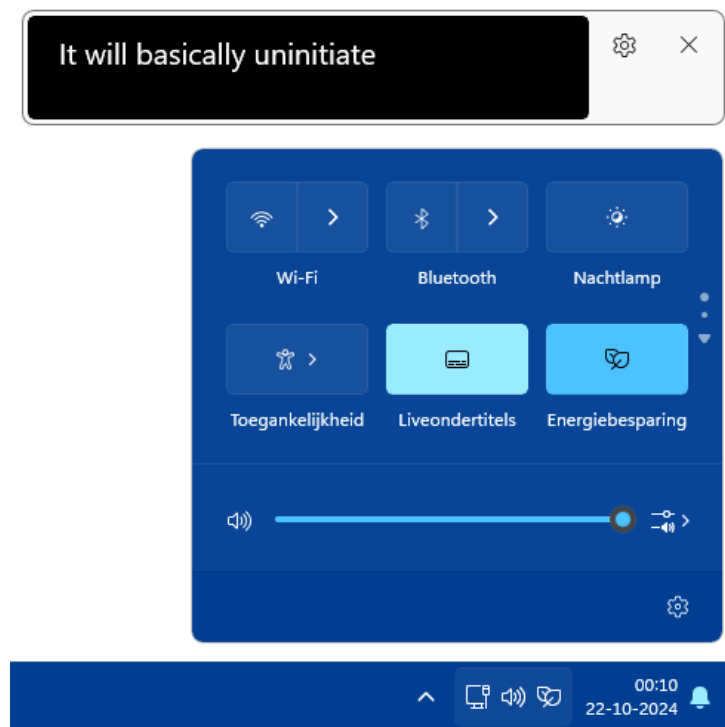 It will basically uninitiate
Wi-Fi
Bluetooth
Nachtlamp
Toegankelijkheid
Liveondertitels
Energiebesparing
00:10
22-10-2024